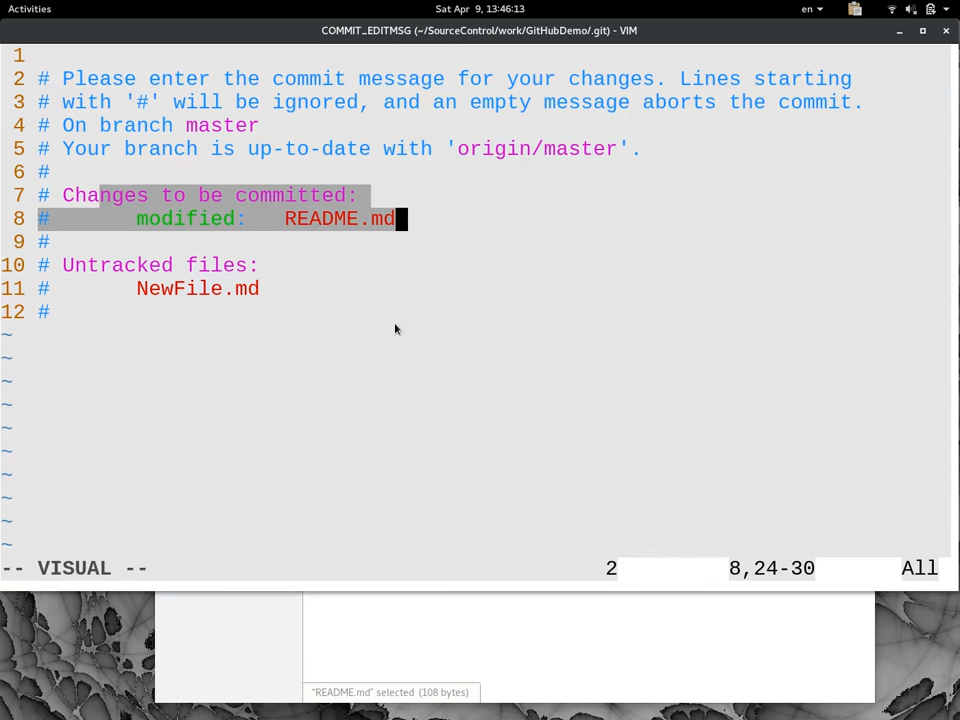 Activities
Sat Apr 9, 13:46:13
en
COMMIT_EDITMSG (~/SourceControl/work/GitHubDemo/.git) - VIM
1
2 # Please enter the commit message for your changes. Lines starting
3 # with '#' will be ignored, and an empty message aborts the commit.
4 # On branch master
5 # Your branch is up-to-date with 'origin/master'.
6 #
7 # Changes to be committed:
8 # modified: README.md
9 #
10 # Untracked files:
11 # NewFile.md
12 #
~
~
~
~
~
~
~
~
~
~
-- VISUAL -- 2 8,24-30 All
"README.md" selected (108 bytes)